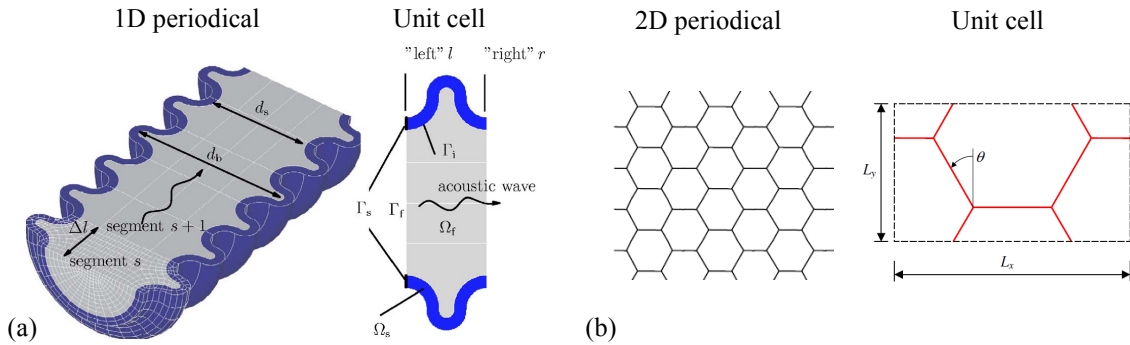 1D periodical
Unit cell
"left" l
"right" r
d_s
d_b
Δl
segment s + 1
segment s
Γ_i
acoustic wave
Γ_s
Γ_f
Ω_f
Ω_s
(a)
2D periodical
Unit cell
θ
L_y
L_x
(b)